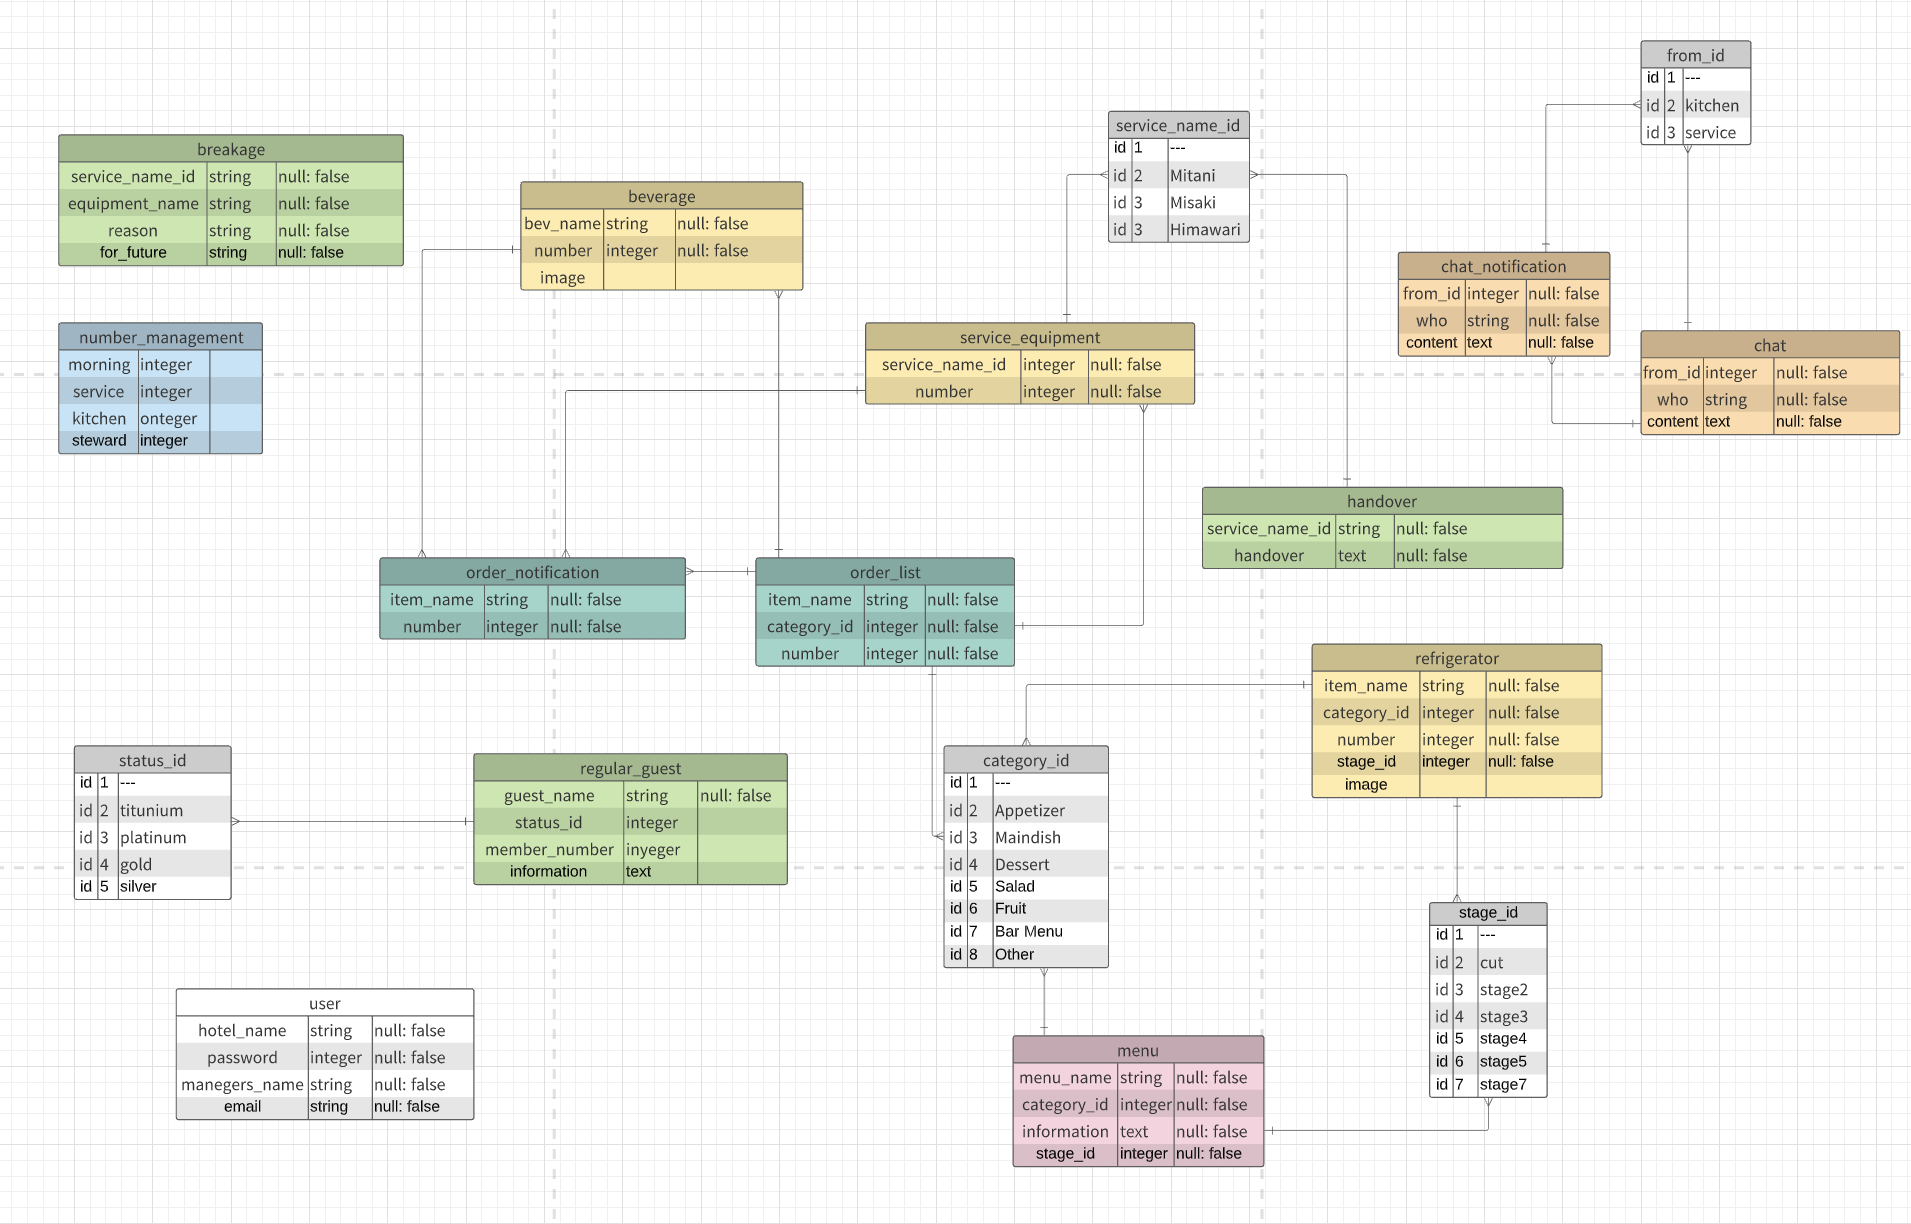 from_id
id 1 ---
id 2 kitchen
id 3 service
service_name_id
id 1 ---
id 2 Mitani
id 3 Misaki
id 3 Himawari
breakage
service_name_id string null: false
equipment_name string null: false
reason string null: false
for_future string null: false
beverage
bev_name string null: false
number integer null: false
image
chat_notification
from_id integer null: false
who string null: false
content text null: false
number_management
morning integer
service integer
kitchen onteger
steward integer
service_equipment
service_name_id integer null: false
number integer null: false
chat
from_id integer null: false
who string null: false
content text null: false
handover
service_name_id string null: false
handover text null: false
order_notification
item_name string null: false
number integer null: false
order_list
item_name string null: false
category_id integer null: false
number integer null: false
refrigerator
item_name string null: false
category_id integer null: false
number integer null: false
stage_id integer null: false
image
status_id
id 1 ---
id 2 titunium
id 3 platinum
id 4 gold
id 5 silver
regular_guest
guest_name string null: false
status_id integer
member_number inyeger
information text
category_id
id 1 ---
id 2 Appetizer
id 3 Maindish
id 4 Dessert
id 5 Salad
id 6 Fruit
id 7 Bar Menu
id 8 Other
stage_id
id 1 ---
id 2 cut
id 3 stage2
id 4 stage3
id 5 stage4
id 6 stage5
id 7 stage7
user
hotel_name string null: false
password integer null: false
manegers_name string null: false
email string null: false
menu
menu_name string null: false
category_id integer null: false
information text null: false
stage_id integer null: false